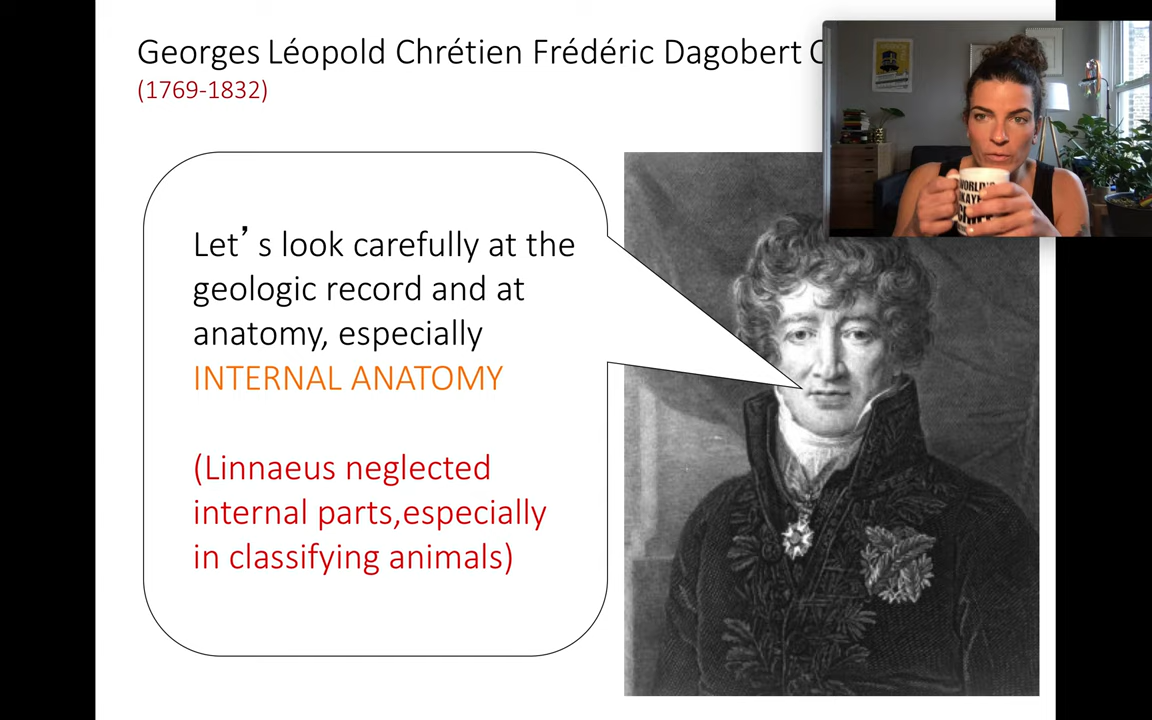 Georges Léopold Chrétien Frédéric Dagobert C
(1769-1832)
Let’s look carefully at the
geologic record and at
anatomy, especially
INTERNAL ANATOMY
(Linnaeus neglected
internal parts,especially
in classifying animals)